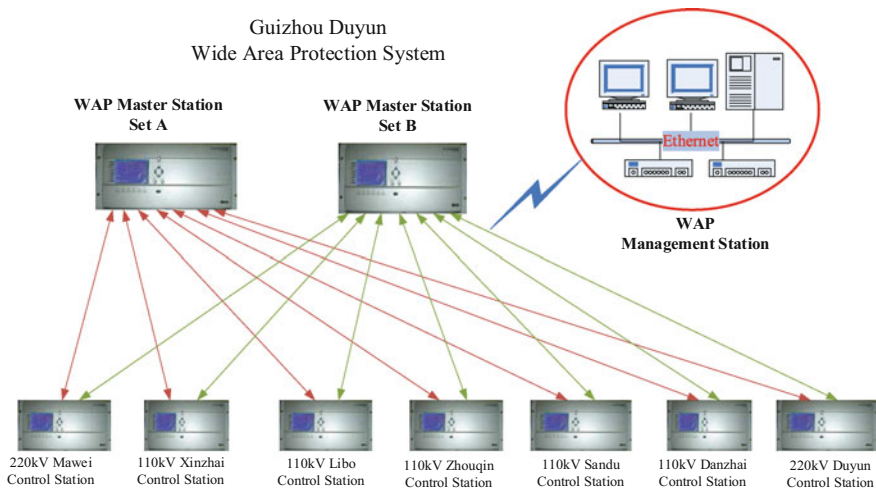 Guizhou Duyun
Wide Area Protection System
WAP Master Station
Set A
WAP Master Station
Set B
Ethernet
WAP
Management Station
220kV Mawei
Control Station
110kV Xinzhai
Control Station
110kV Libo
Control Station
110kV Zhouqin
Control Station
110kV Sandu
Control Station
110kV Danzhai
Control Station
220kV Duyun
Control Station